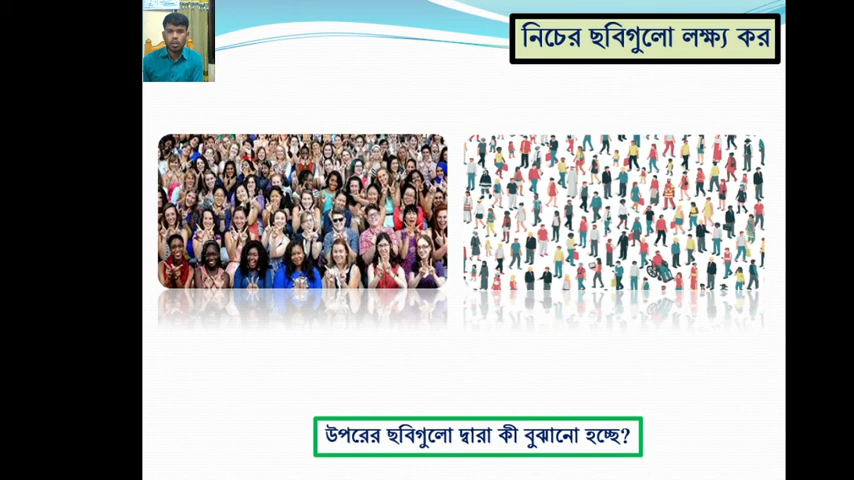 নিচের ছবিগুলো লক্ষ্য কর
উপরের ছবিগুলো দ্বারা কী বুঝানো হচ্ছে?